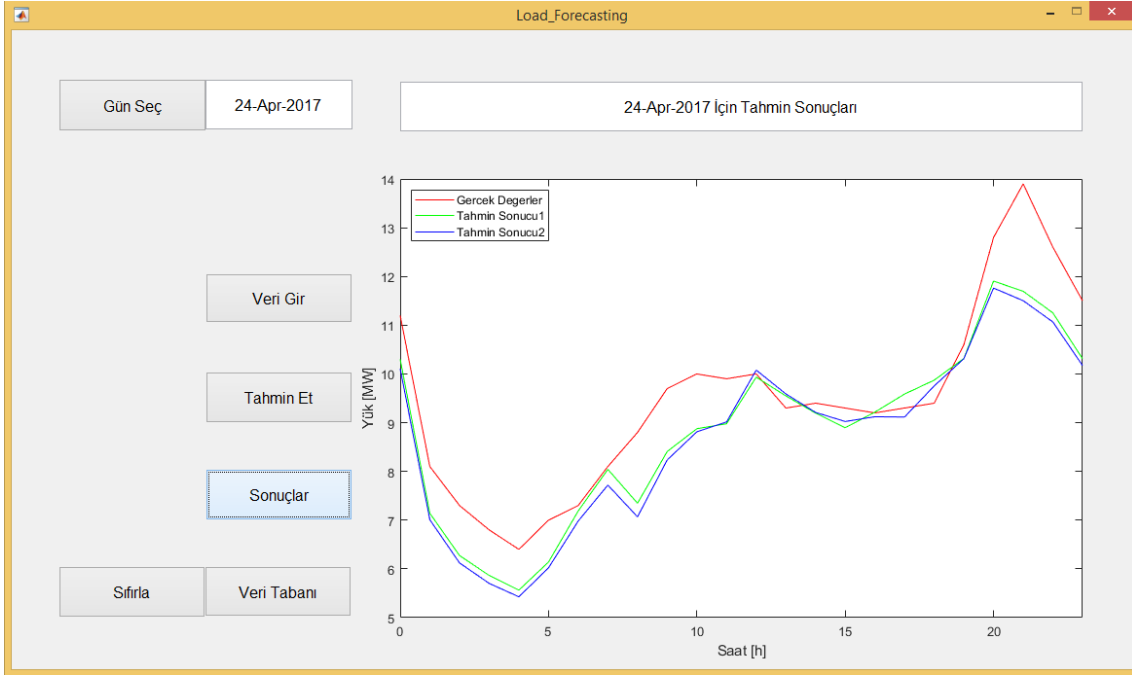 Load_Forecasting
Gün Seç
24-Apr-2017
24-Apr-2017 İçin Tahmin Sonuçları
Veri Gir
Tahmin Et
Sonuçlar
Sıfırla
Veri Tabanı
Gercek Degerler
Tahmin Sonucu1
Tahmin Sonucu2
Yük [MW]
14
13
12
11
10
9
8
7
6
5
0
5
10
15
20
Saat [h]